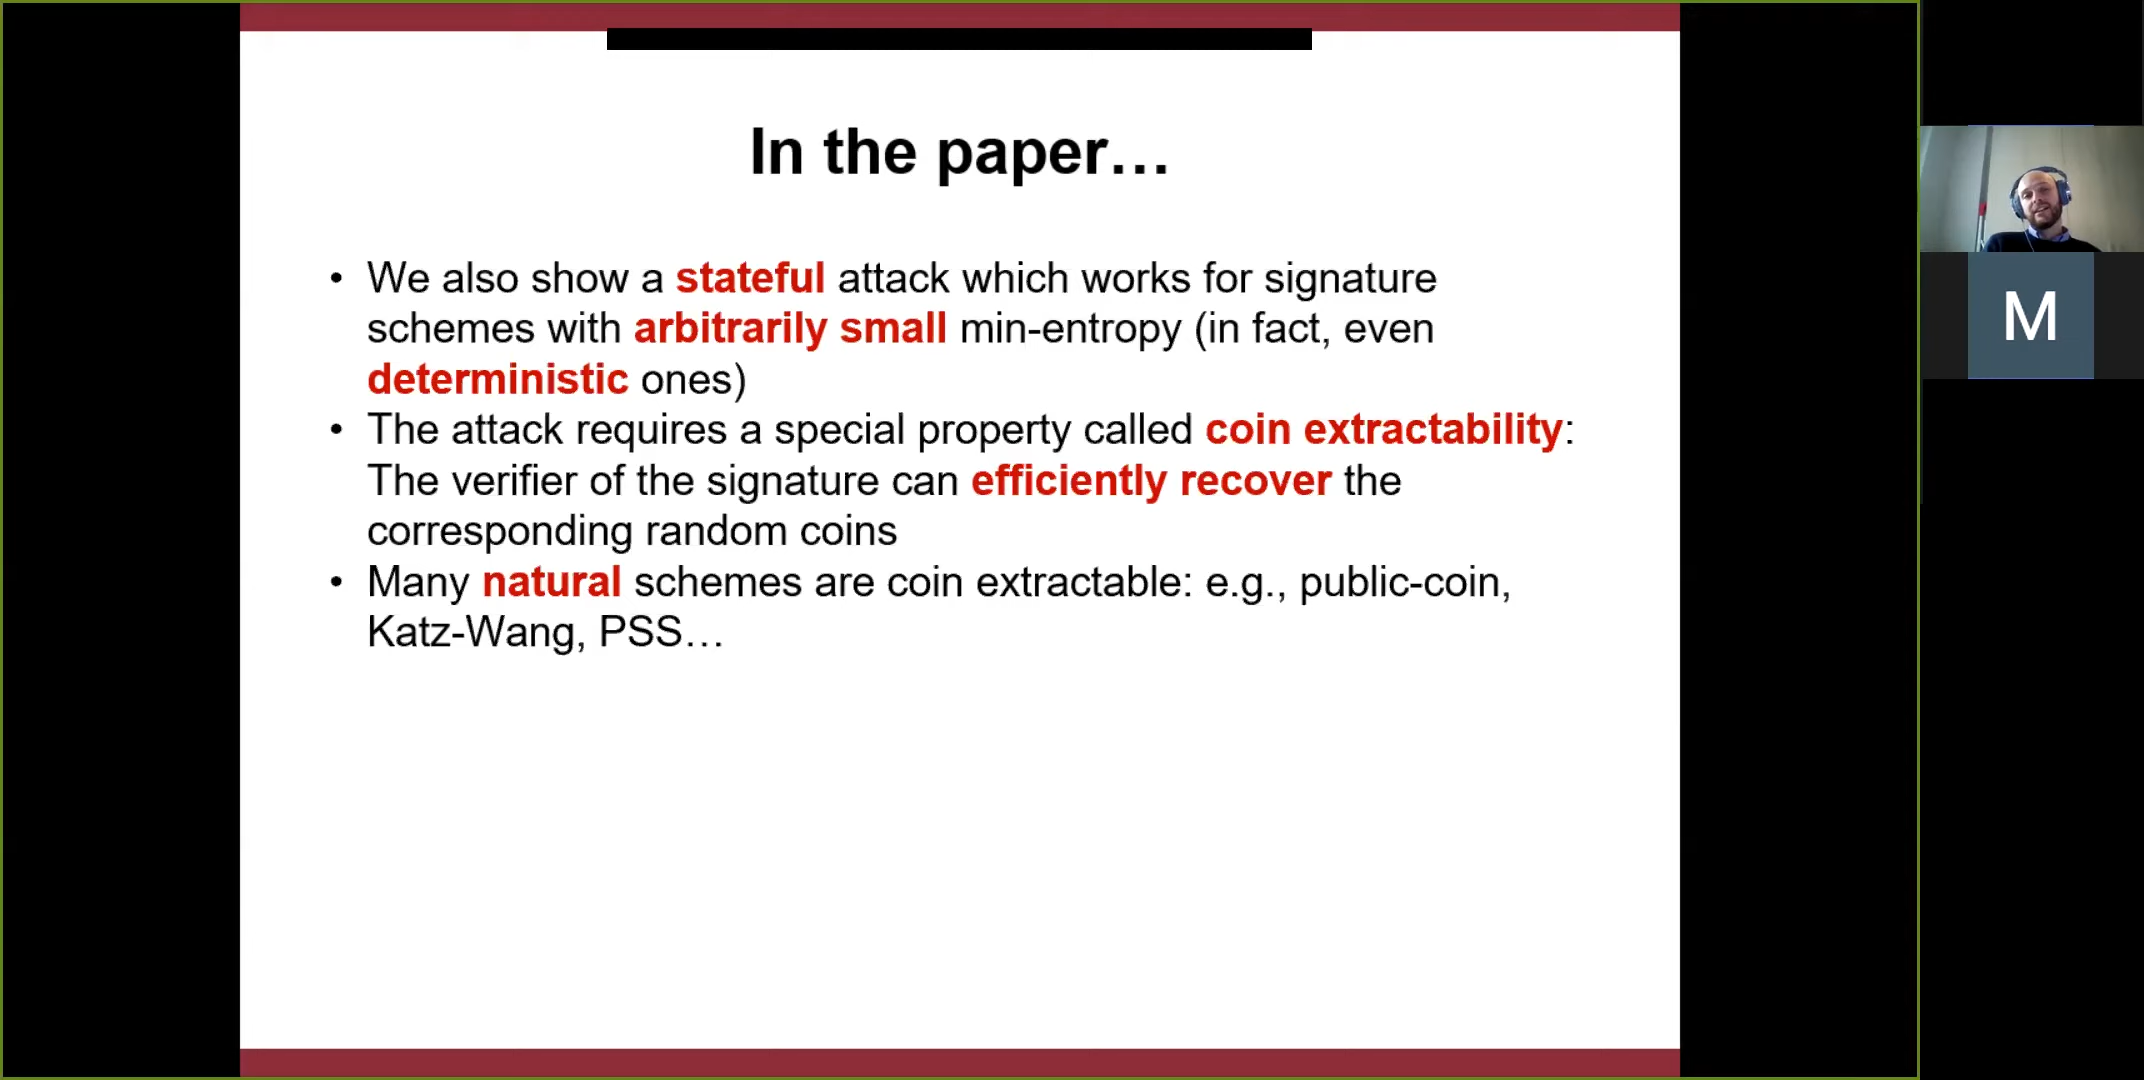 In the paper…
• We also show a stateful attack which works for signature
schemes with arbitrarily small min-entropy (in fact, even
deterministic ones)
• The attack requires a special property called coin extractability:
The verifier of the signature can efficiently recover the
corresponding random coins
• Many natural schemes are coin extractable: e.g., public-coin,
Katz-Wang, PSS…
M